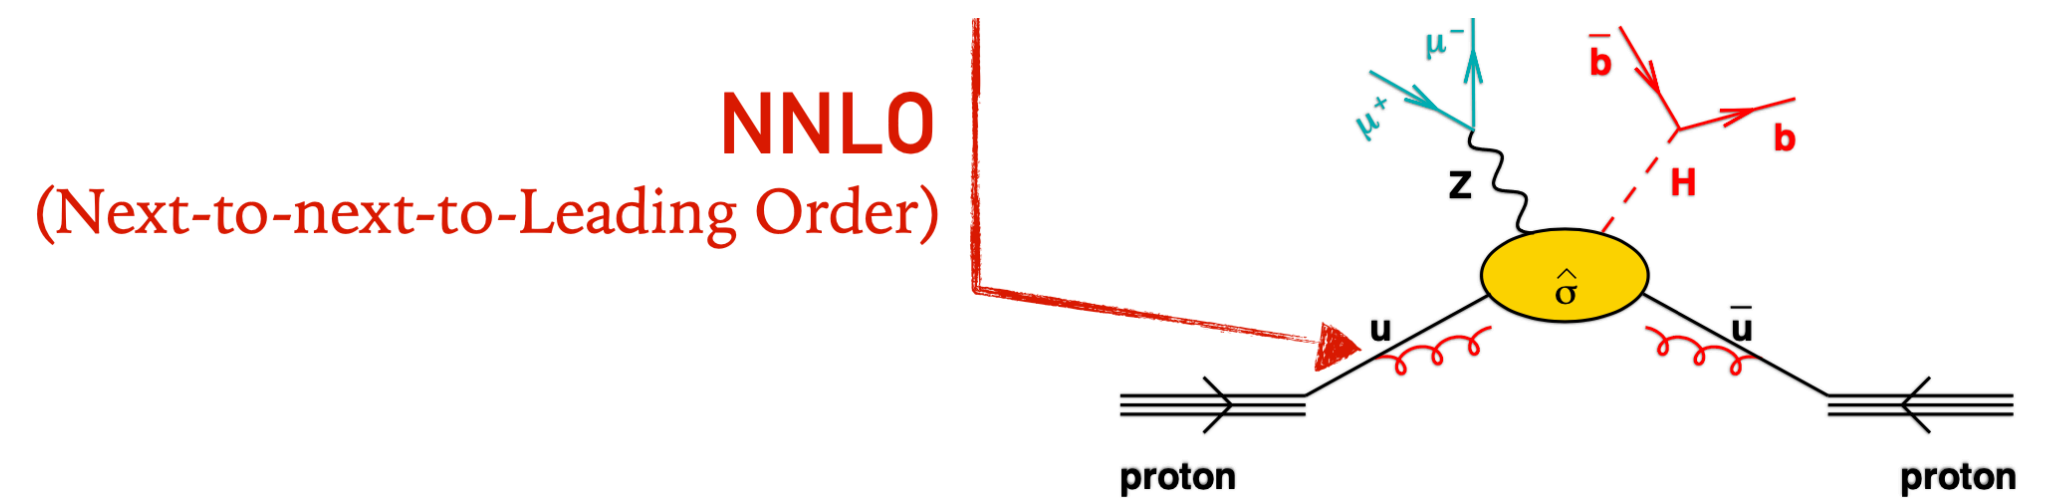 NNLO
(Next-to-next-to-Leading Order)
μ⁻
μ⁺
b̄
b
Z
H
σ̂
u
ū
proton
proton